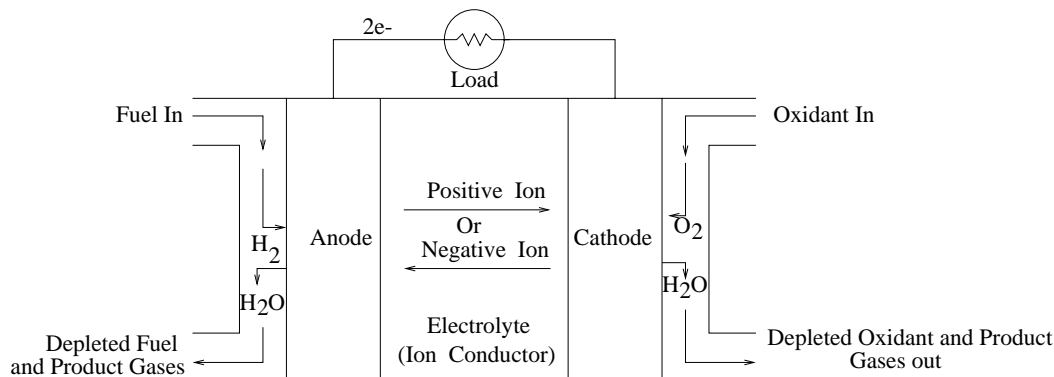 2e-
Load
Fuel In
Oxidant In
Positive Ion
Or
Negative Ion
Anode
Cathode
H2
O2
H2O
H2O
Electrolyte
(Ion Conductor)
Depleted Fuel
and Product Gases
Depleted Oxidant and Product
Gases out